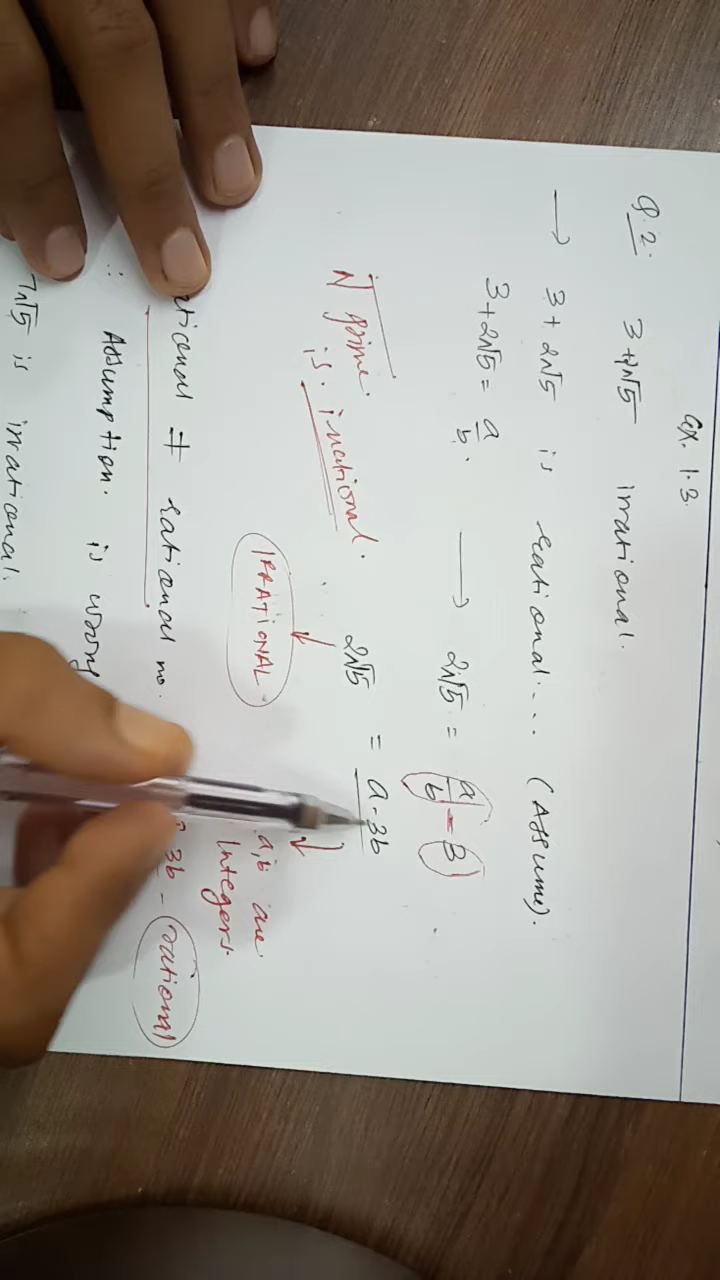 Ex. 1.3.
Q.2. 3+2√5 irrational.
→ 3+2√5 is rational... (Assume).
3+2√5 = a/b. → 2√5 = a/b - 3
√prime is irrational.
2√5 = a-3b
IRRATIONAL
a,b are Integers.
3b - rational
rational ≠ rational no.
∴ Assumption. is wrong
7√5 is irrational.